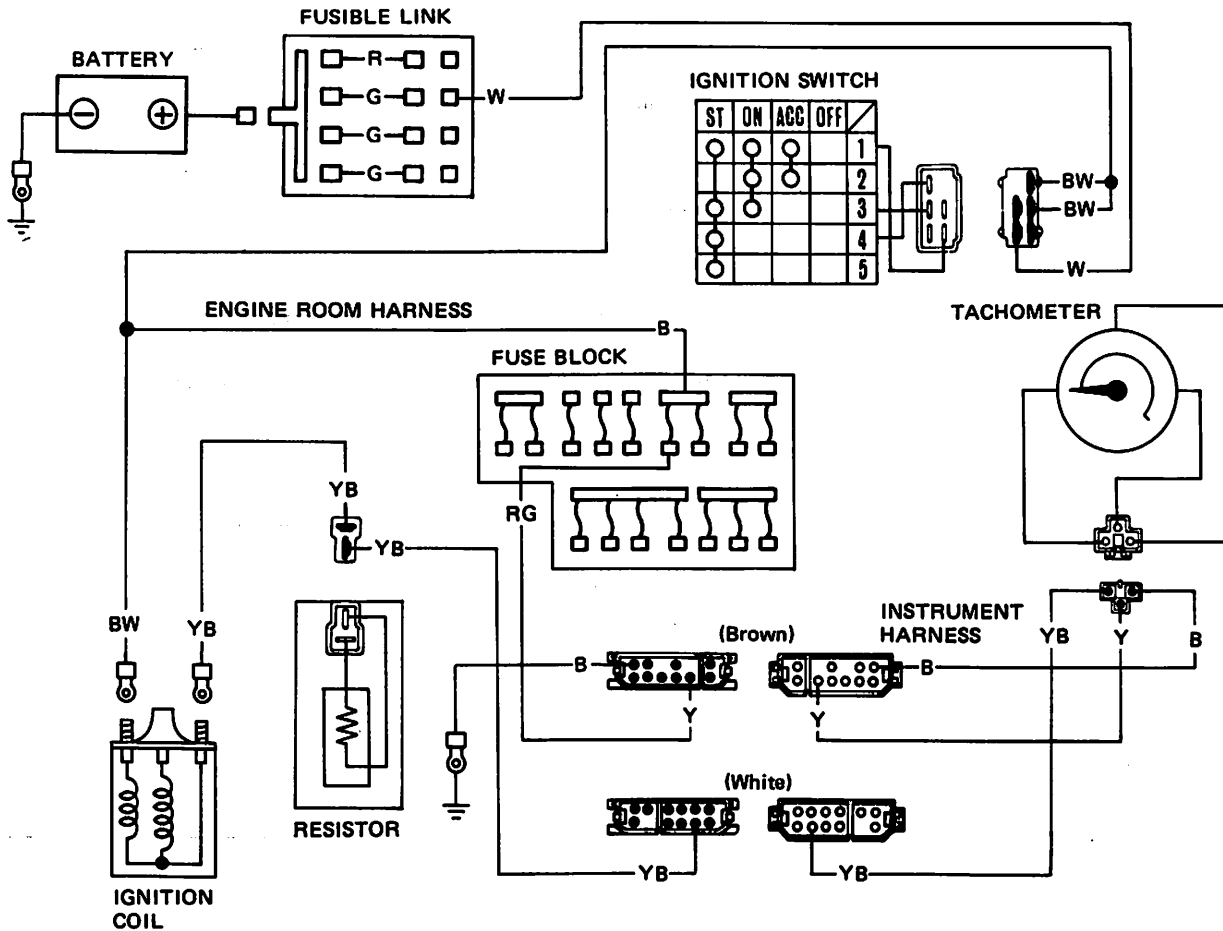 FUSIBLE LINK
BATTERY
R
G
W
G
G
IGNITION SWITCH
ST ON ACC OFF
1
2
3
4
5
BW
BW
W
ENGINE ROOM HARNESS
B
TACHOMETER
FUSE BLOCK
YB
RG
YB
BW
YB
(Brown)
INSTRUMENT
HARNESS
YB
Y
B
B
B
Y
Y
(White)
RESISTOR
YB
YB
IGNITION
COIL